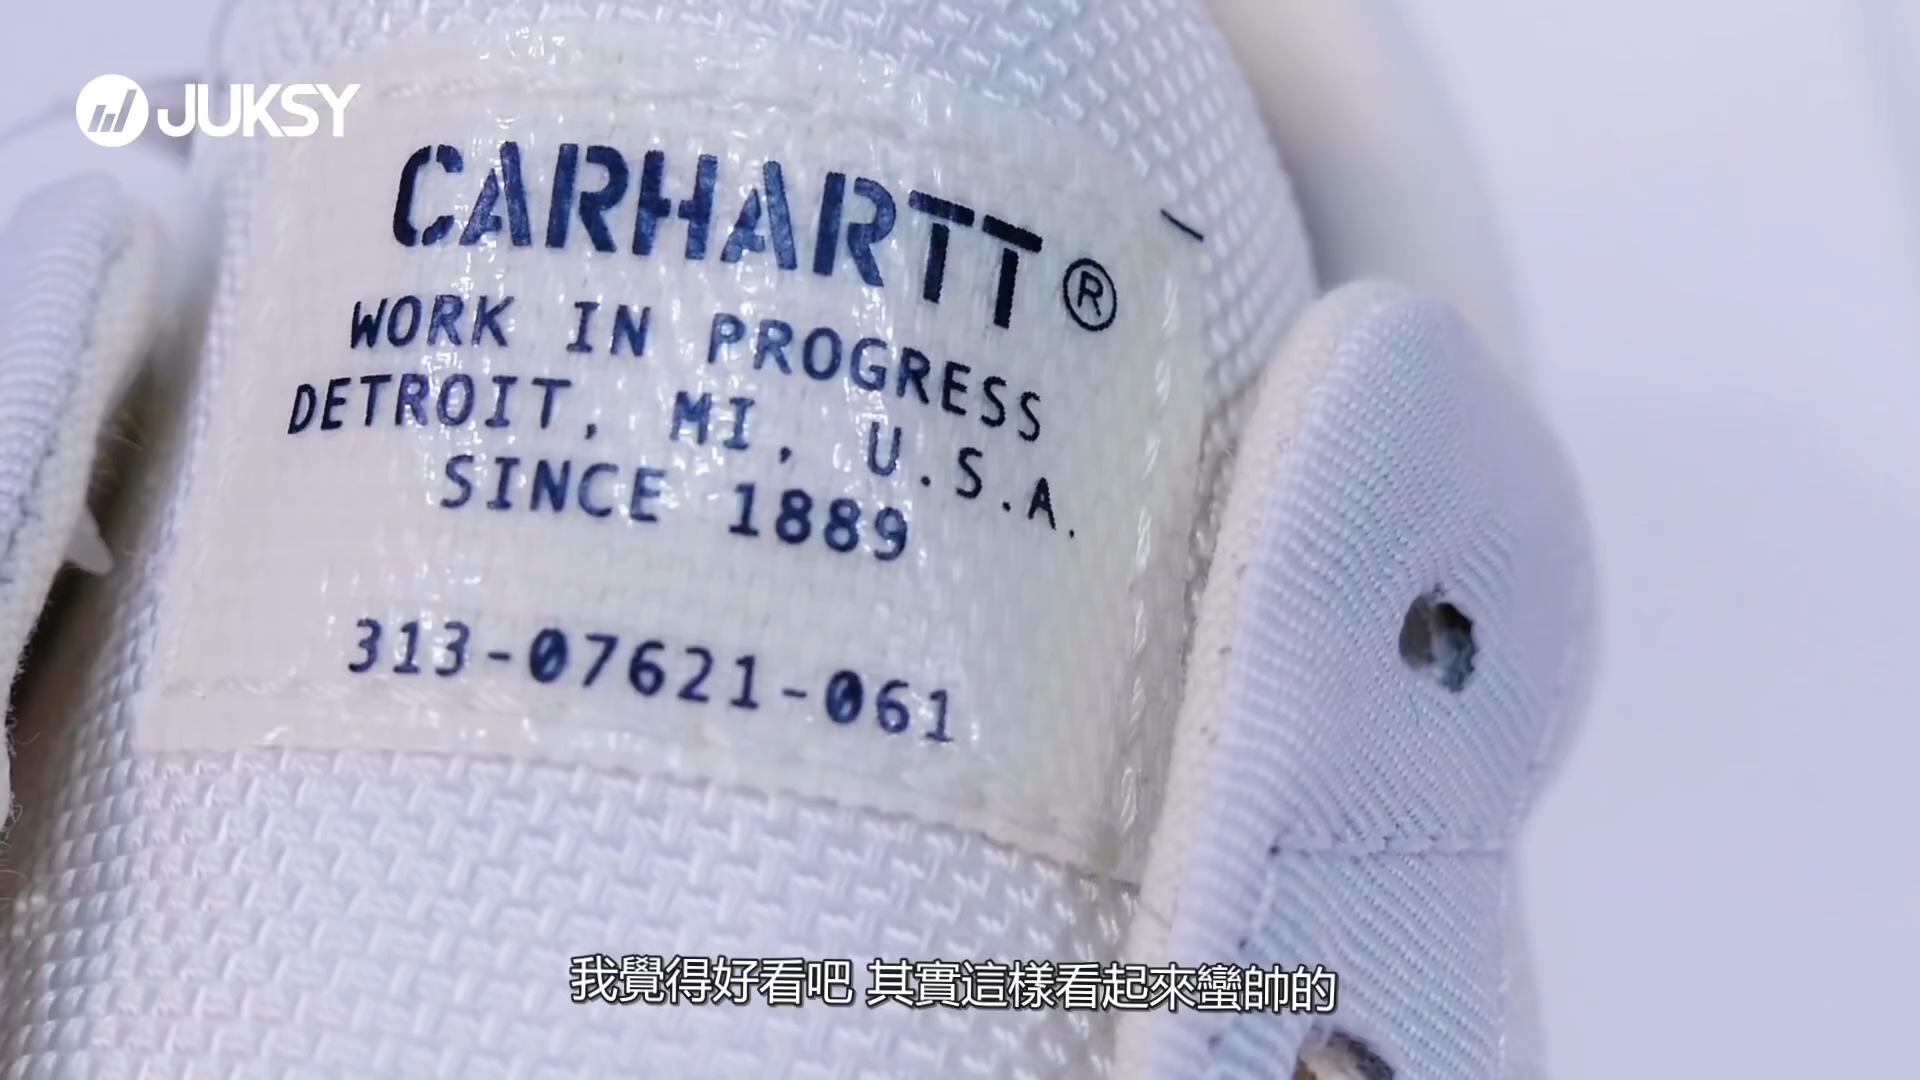 JUKSY
CARHARTT®
WORK IN PROGRESS
DETROIT, MI, U.S.A.
SINCE 1889
313-07621-061
我覺得好看吧 其實這樣看起來蠻帥的